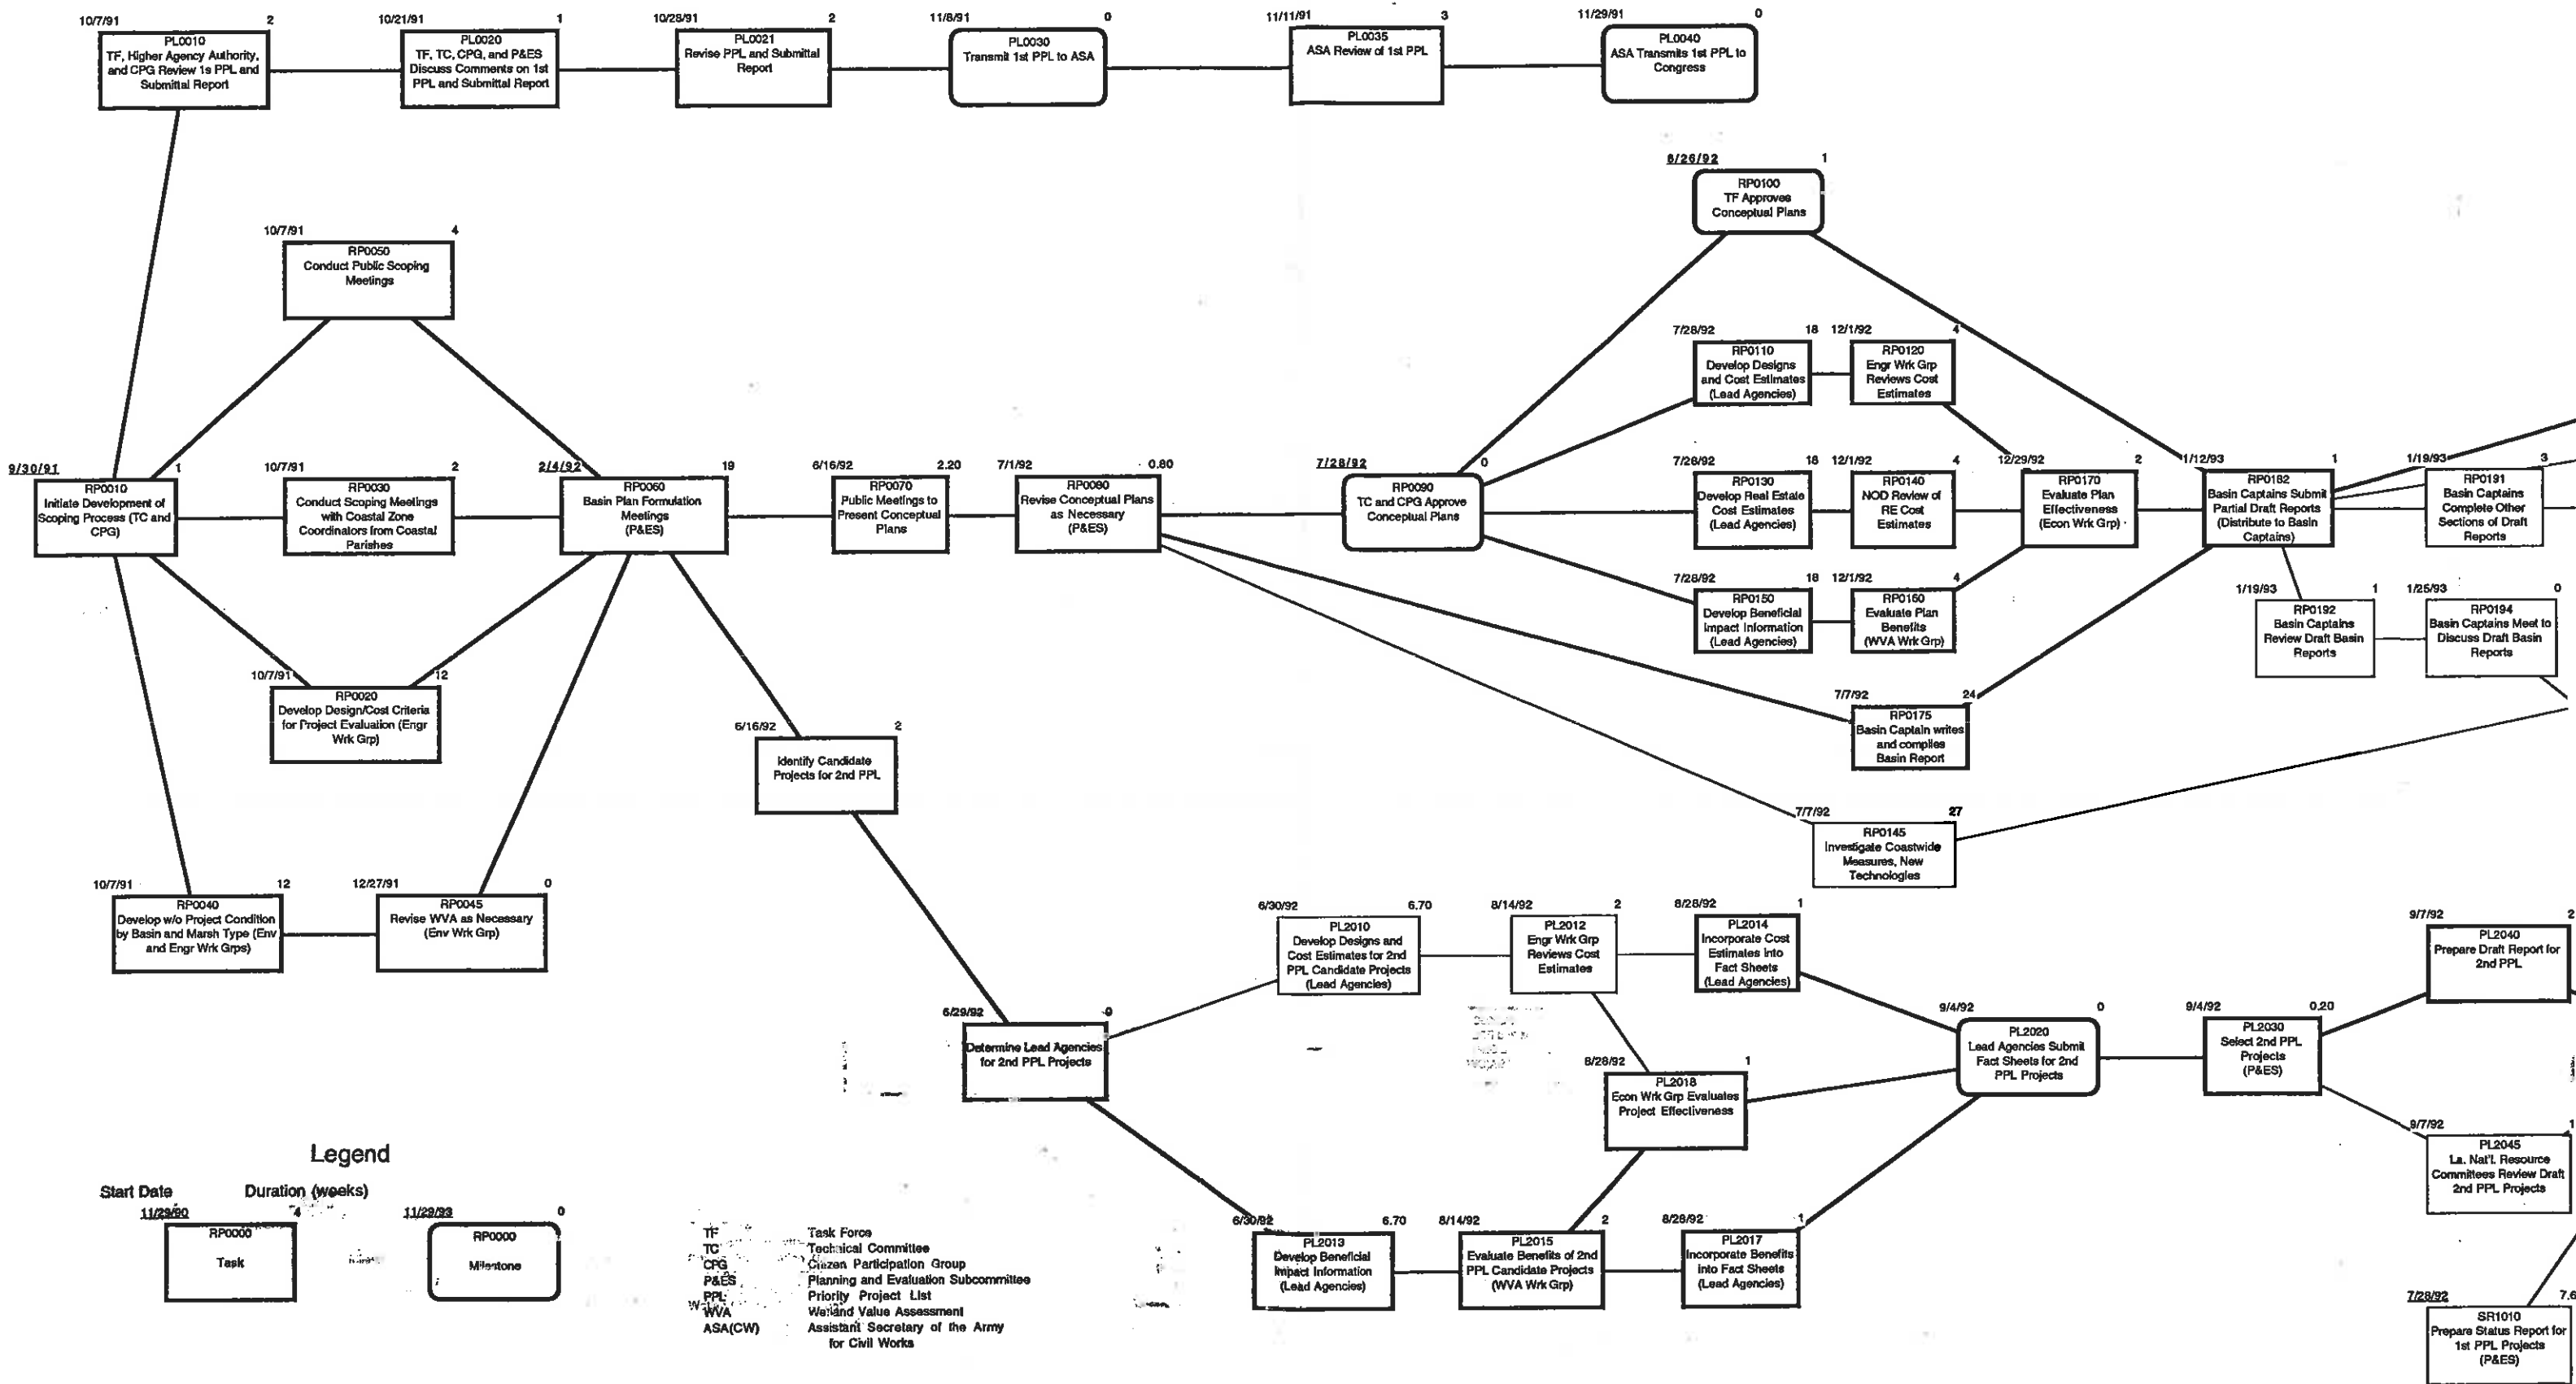 10/7/91 2
PL0010
TF, Higher Agency Authority,
and CPG Review 1s PPL and
Submittal Report
10/21/91 1
PL0020
TF, TC, CPG, and P&ES
Discuss Comments on 1st
PPL and Submittal Report
10/28/91 2
PL0021
Revise PPL and Submittal
Report
11/8/91 0
PL0030
Transmit 1st PPL to ASA
11/11/91 3
PL0035
ASA Review of 1st PPL
11/29/91 0
PL0040
ASA Transmits 1st PPL to
Congress
8/26/92 1
RP0100
TF Approves
Conceptual Plans
10/7/91 4
RP0050
Conduct Public Scoping
Meetings
7/28/92 18
RP0110
Develop Designs
and Cost Estimates
(Lead Agencies)
12/1/92 4
RP0120
Engr Wrk Grp
Reviews Cost
Estimates
9/30/91 1
RP0010
Initiate Development of
Scoping Process (TC and
CPG)
10/7/91 2
RP0030
Conduct Scoping Meetings
with Coastal Zone
Coordinators from Coastal
Parishes
2/4/92 19
RP0060
Basin Plan Formulation
Meetings
(P&ES)
6/16/92 2.20
RP0070
Public Meetings to
Present Conceptual
Plans
7/1/92 0.80
RP0080
Revise Conceptual Plans
as Necessary
(P&ES)
7/28/92 0
RP0090
TC and CPG Approve
Conceptual Plans
7/28/92 18
RP0130
Develop Real Estate
Cost Estimates
(Lead Agencies)
12/1/92 4
RP0140
NOD Review of
RE Cost
Estimates
12/29/92 2
RP0170
Evaluate Plan
Effectiveness
(Econ Wrk Grp)
1/12/93 1
RP0182
Basin Captains Submit
Partial Draft Reports
(Distribute to Basin
Captains)
1/19/93 3
RP0191
Basin Captains
Complete Other
Sections of Draft
Reports
7/28/92 18
RP0150
Develop Beneficial
Impact Information
(Lead Agencies)
12/1/92 4
RP0160
Evaluate Plan
Benefits
(WVA Wrk Grp)
1/19/93 1
RP0192
Basin Captains
Review Draft Basin
Reports
1/25/93 0
RP0194
Basin Captains Meet to
Discuss Draft Basin
Reports
10/7/91 12
RP0020
Develop Design/Cost Criteria
for Project Evaluation (Engr
Wrk Grp)
7/7/92 24
RP0175
Basin Captain writes
and compiles
Basin Report
6/16/92 2
Identify Candidate
Projects for 2nd PPL
7/7/92 27
RP0145
Investigate Coastwide
Measures, New
Technologies
10/7/91 12
RP0040
Develop w/o Project Condition
by Basin and Marsh Type (Env
and Engr Wrk Grps)
12/27/91 0
RP0045
Revise WVA as Necessary
(Env Wrk Grp)
6/30/92 6.70
PL2010
Develop Designs and
Cost Estimates for 2nd
PPL Candidate Projects
(Lead Agencies)
8/14/92 2
PL2012
Engr Wrk Grp
Reviews Cost
Estimates
8/28/92 1
PL2014
Incorporate Cost
Estimates into
Fact Sheets
(Lead Agencies)
9/7/92 2
PL2040
Prepare Draft Report for
2nd PPL
6/29/92 0
Determine Lead Agencies
for 2nd PPL Projects
8/28/92 1
PL2018
Econ Wrk Grp Evaluates
Project Effectiveness
9/4/92 0
PL2020
Lead Agencies Submit
Fact Sheets for 2nd
PPL Projects
9/4/92 0.20
PL2030
Select 2nd PPL
Projects
(P&ES)
9/7/92 1
PL2045
La. Nat'l. Resource
Committees Review Draft
2nd PPL Projects
6/30/92 6.70
PL2013
Develop Beneficial
Impact Information
(Lead Agencies)
8/14/92 2
PL2015
Evaluate Benefits of 2nd
PPL Candidate Projects
(WVA Wrk Grp)
8/28/92 1
PL2017
Incorporate Benefits
into Fact Sheets
(Lead Agencies)
7/28/92 7.6
SR1010
Prepare Status Report for
1st PPL Projects
(P&ES)
Legend
Start Date Duration (weeks)
11/29/90 4
RP0000
Task
11/29/93 0
RP0000
Milestone
TF Task Force
TC Technical Committee
CPG Citizen Participation Group
P&ES Planning and Evaluation Subcommittee
PPL Priority Project List
WVA Wetland Value Assessment
ASA(CW) Assistant Secretary of the Army
for Civil Works